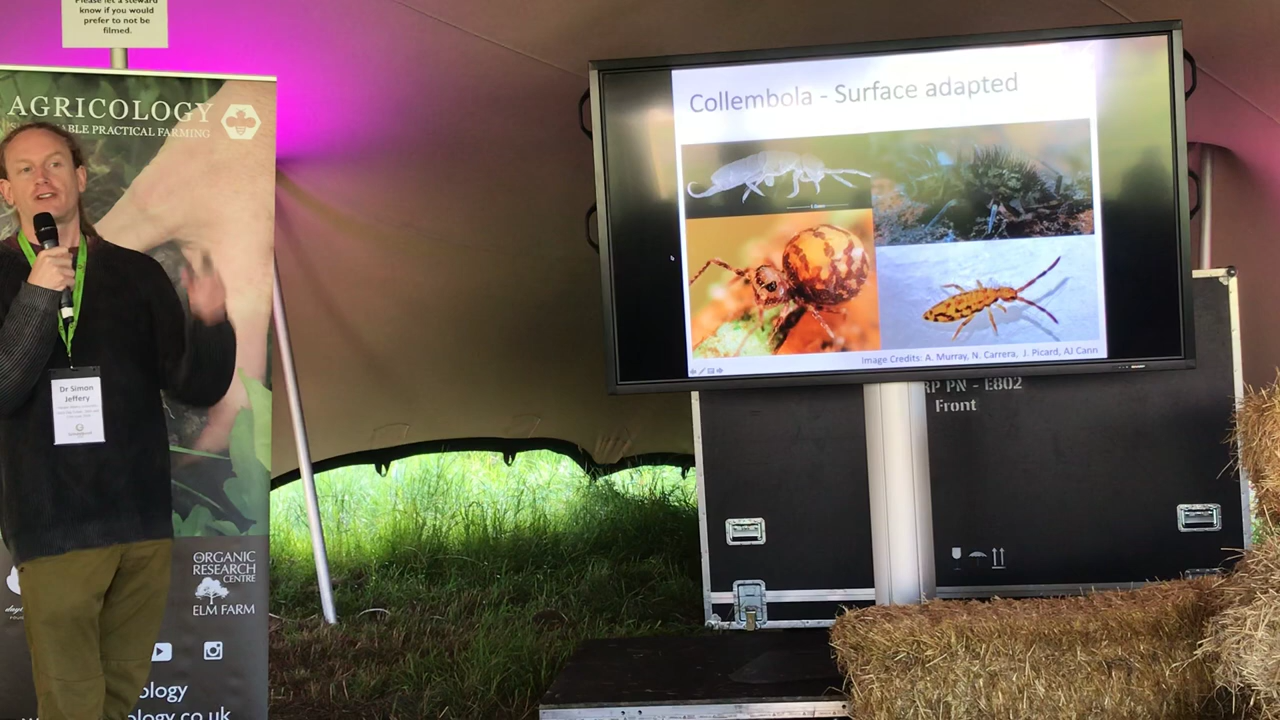 Please let a steward
know if you would
prefer to not be
filmed.
AGRICOLOGY
ABLE PRACTICAL FARMING
Dr Simon
Jeffery
THE ORGANIC
RESEARCH
CENTRE
ELM FARM
ology
ology.co.uk
Collembola - Surface adapted
Image Credits: A. Murray, N. Carrera, J. Picard, AJ Cann
RP PN - E802
Front